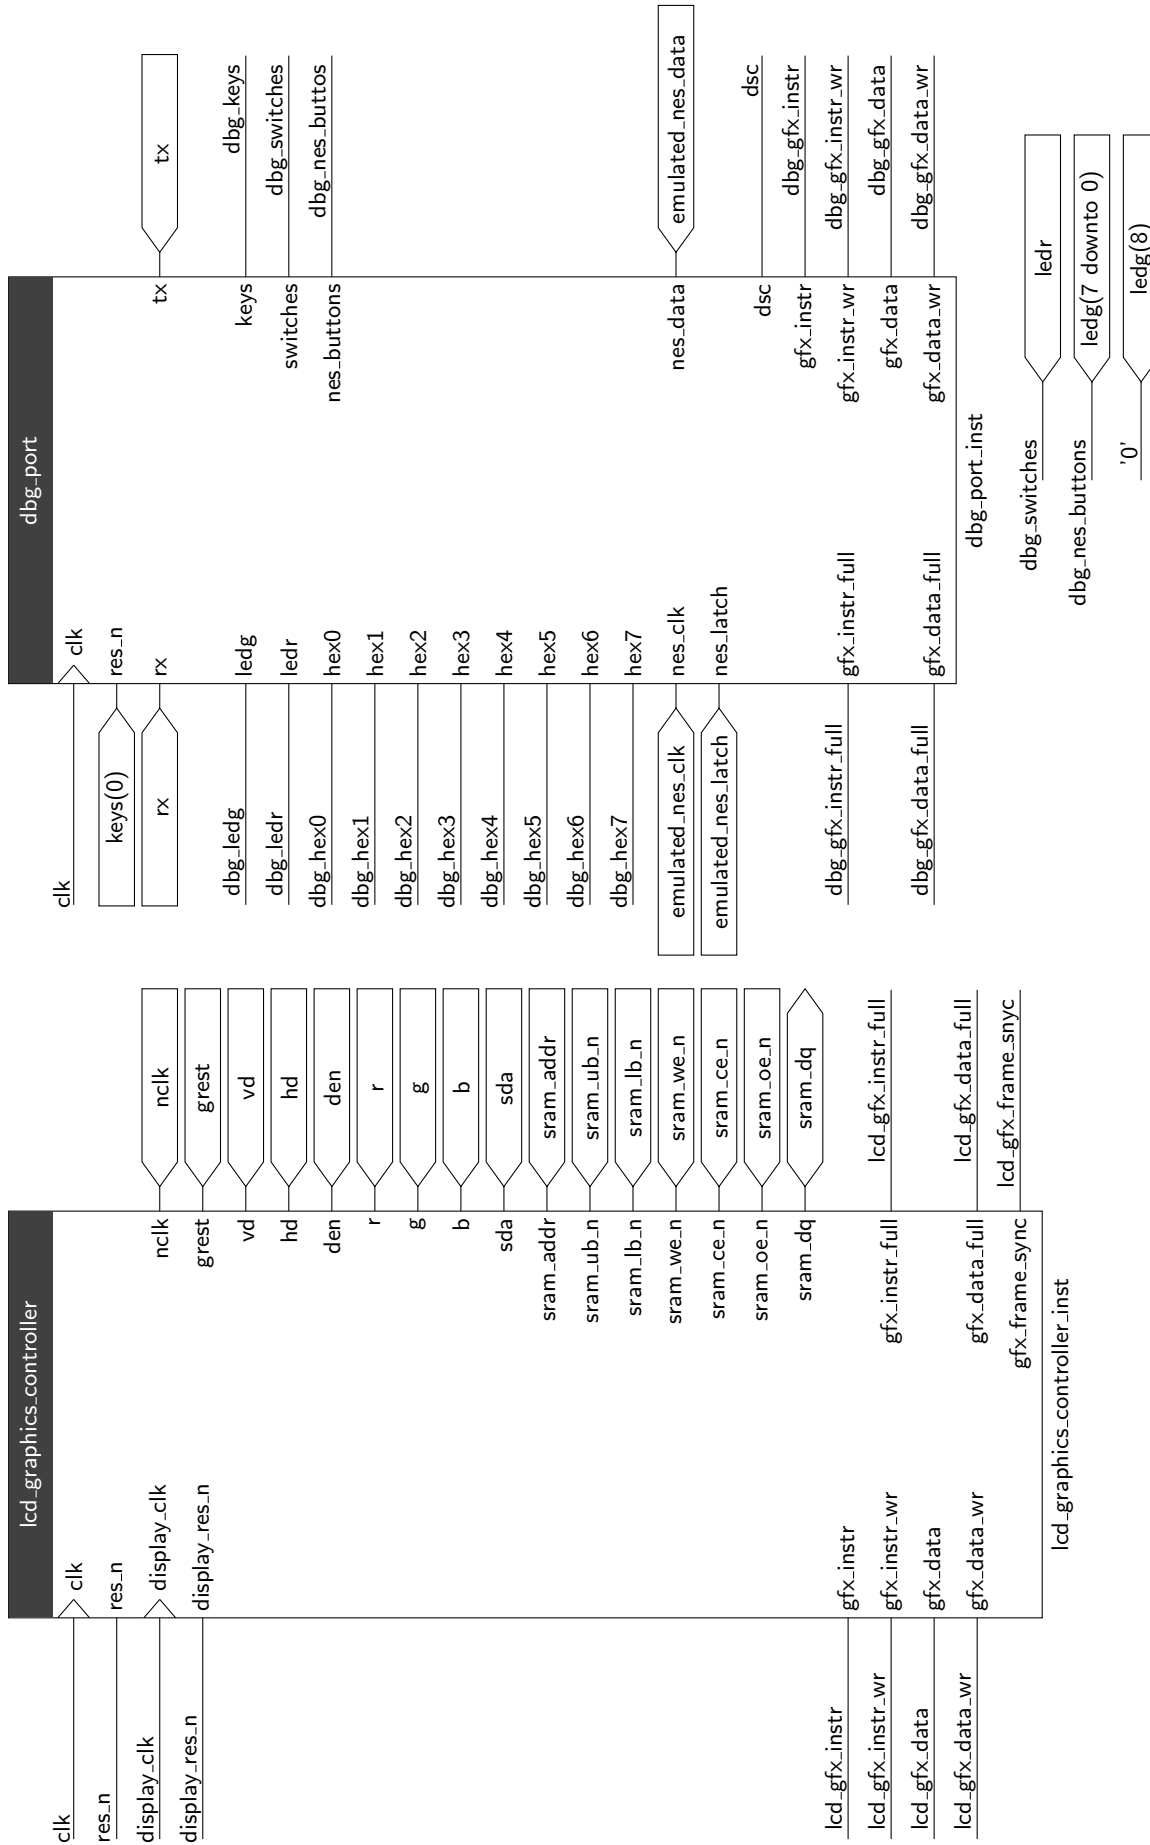 lcd_graphics_controller
clk
clk
res_n
res_n
display_clk
display_clk
display_res_n
display_res_n
lcd_gfx_instr
gfx_instr
lcd_gfx_instr_wr
gfx_instr_wr
lcd_gfx_data
gfx_data
lcd_gfx_data_wr
gfx_data_wr
nclk
nclk
grest
grest
vd
vd
hd
hd
den
den
r
r
g
g
b
b
sda
sda
sram_addr
sram_addr
sram_ub_n
sram_ub_n
sram_lb_n
sram_lb_n
sram_we_n
sram_we_n
sram_ce_n
sram_ce_n
sram_oe_n
sram_oe_n
sram_dq
sram_dq
gfx_instr_full
lcd_gfx_instr_full
gfx_data_full
lcd_gfx_data_full
gfx_frame_sync
lcd_gfx_frame_snyc
lcd_graphics_controller_inst
dbg_port
clk
clk
keys(0)
res_n
rx
rx
dbg_ledg
ledg
dbg_ledr
ledr
dbg_hex0
hex0
dbg_hex1
hex1
dbg_hex2
hex2
dbg_hex3
hex3
dbg_hex4
hex4
dbg_hex5
hex5
dbg_hex6
hex6
dbg_hex7
hex7
emulated_nes_clk
nes_clk
emulated_nes_latch
nes_latch
dbg_gfx_instr_full
gfx_instr_full
dbg_gfx_data_full
gfx_data_full
tx
tx
keys
dbg_keys
switches
dbg_switches
nes_buttons
dbg_nes_buttos
nes_data
emulated_nes_data
dsc
dsc
gfx_instr
dbg_gfx_instr
gfx_instr_wr
dbg_gfx_instr_wr
gfx_data
dbg_gfx_data
gfx_data_wr
dbg_gfx_data_wr
dbg_port_inst
dbg_switches
ledr
dbg_nes_buttons
ledg(7 downto 0)
'0'
ledg(8)